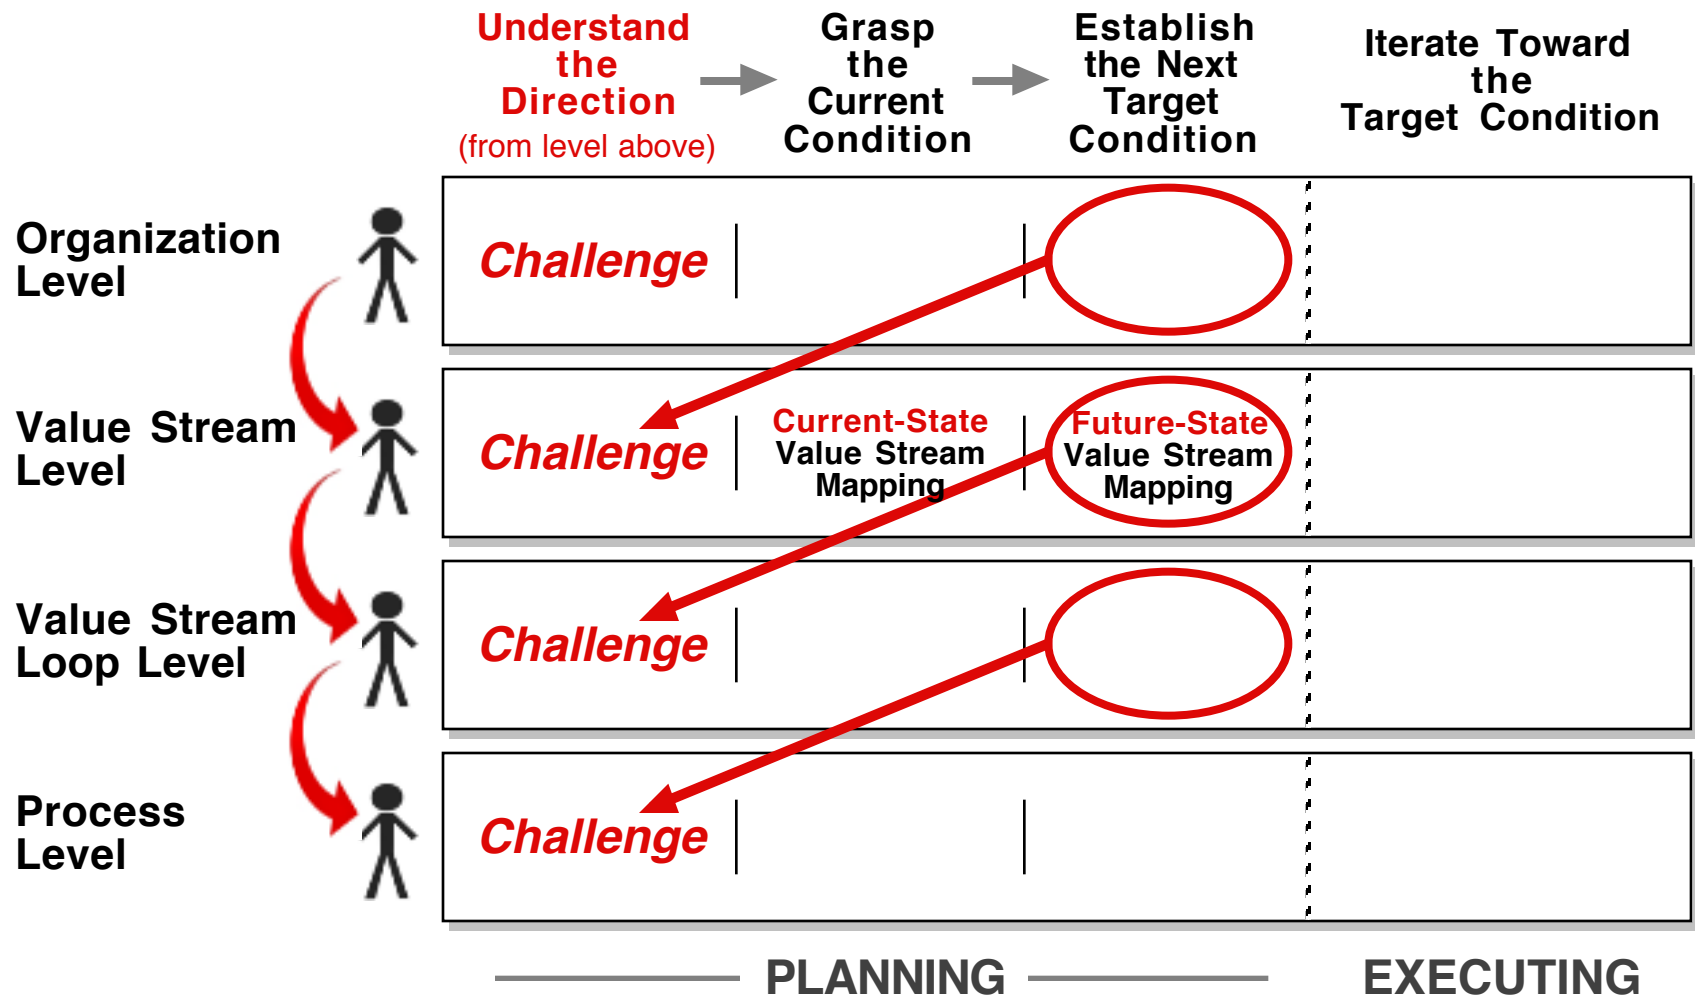 Understand
the
Direction
(from level above)
Grasp
the
Current
Condition
Establish
the Next
Target
Condition
Iterate Toward
the
Target Condition
Organization
Level
Challenge
Value Stream
Level
Challenge
Current-State
Value Stream
Mapping
Future-State
Value Stream
Mapping
Value Stream
Loop Level
Challenge
Process
Level
Challenge
PLANNING
EXECUTING